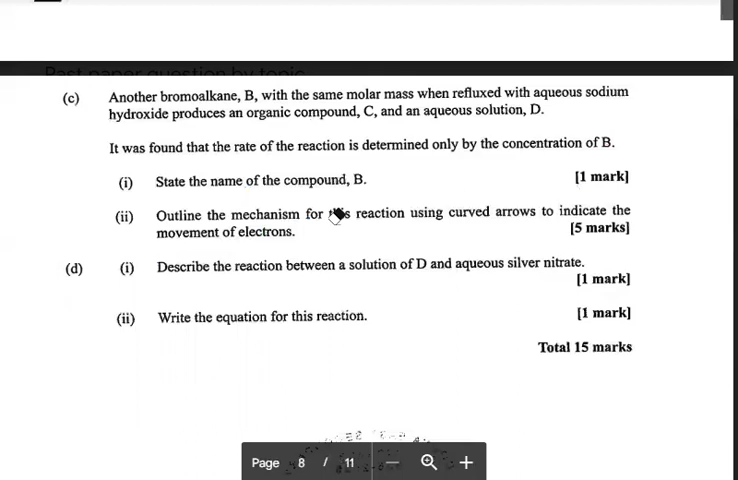 (c) Another bromoalkane, B, with the same molar mass when refluxed with aqueous sodium
hydroxide produces an organic compound, C, and an aqueous solution, D.
It was found that the rate of the reaction is determined only by the concentration of B.
(i) State the name of the compound, B. [1 mark]
(ii) Outline the mechanism for reaction using curved arrows to indicate the
movement of electrons. [5 marks]
(d) (i) Describe the reaction between a solution of D and aqueous silver nitrate.
[1 mark]
(ii) Write the equation for this reaction. [1 mark]
Total 15 marks
Page 8 / 11 — +